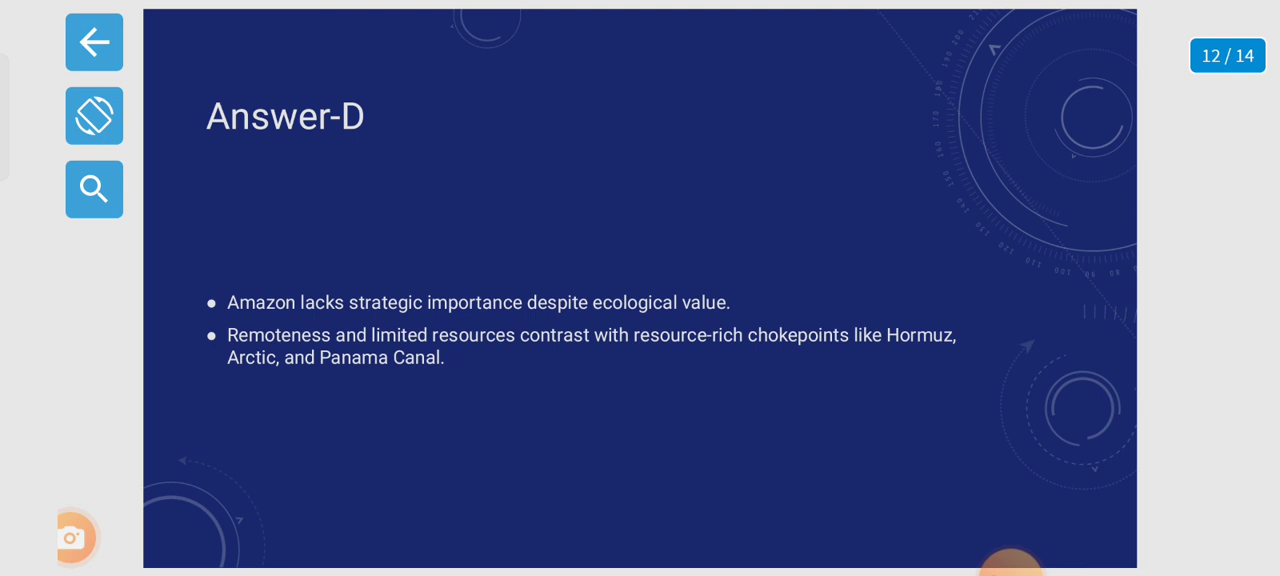 12 / 14
Answer-D
● Amazon lacks strategic importance despite ecological value.
● Remoteness and limited resources contrast with resource-rich chokepoints like Hormuz,
Arctic, and Panama Canal.